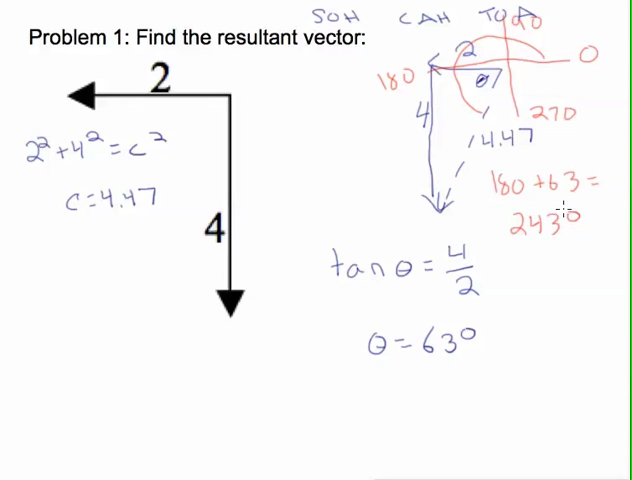 SOH CAH TOA
Problem 1: Find the resultant vector:
2
4
2² + 4² = c²
c = 4.47
90
0
180
270
2
θ
4
4.47
180 + 63 =
243°
tan θ = 4/2
θ = 63°